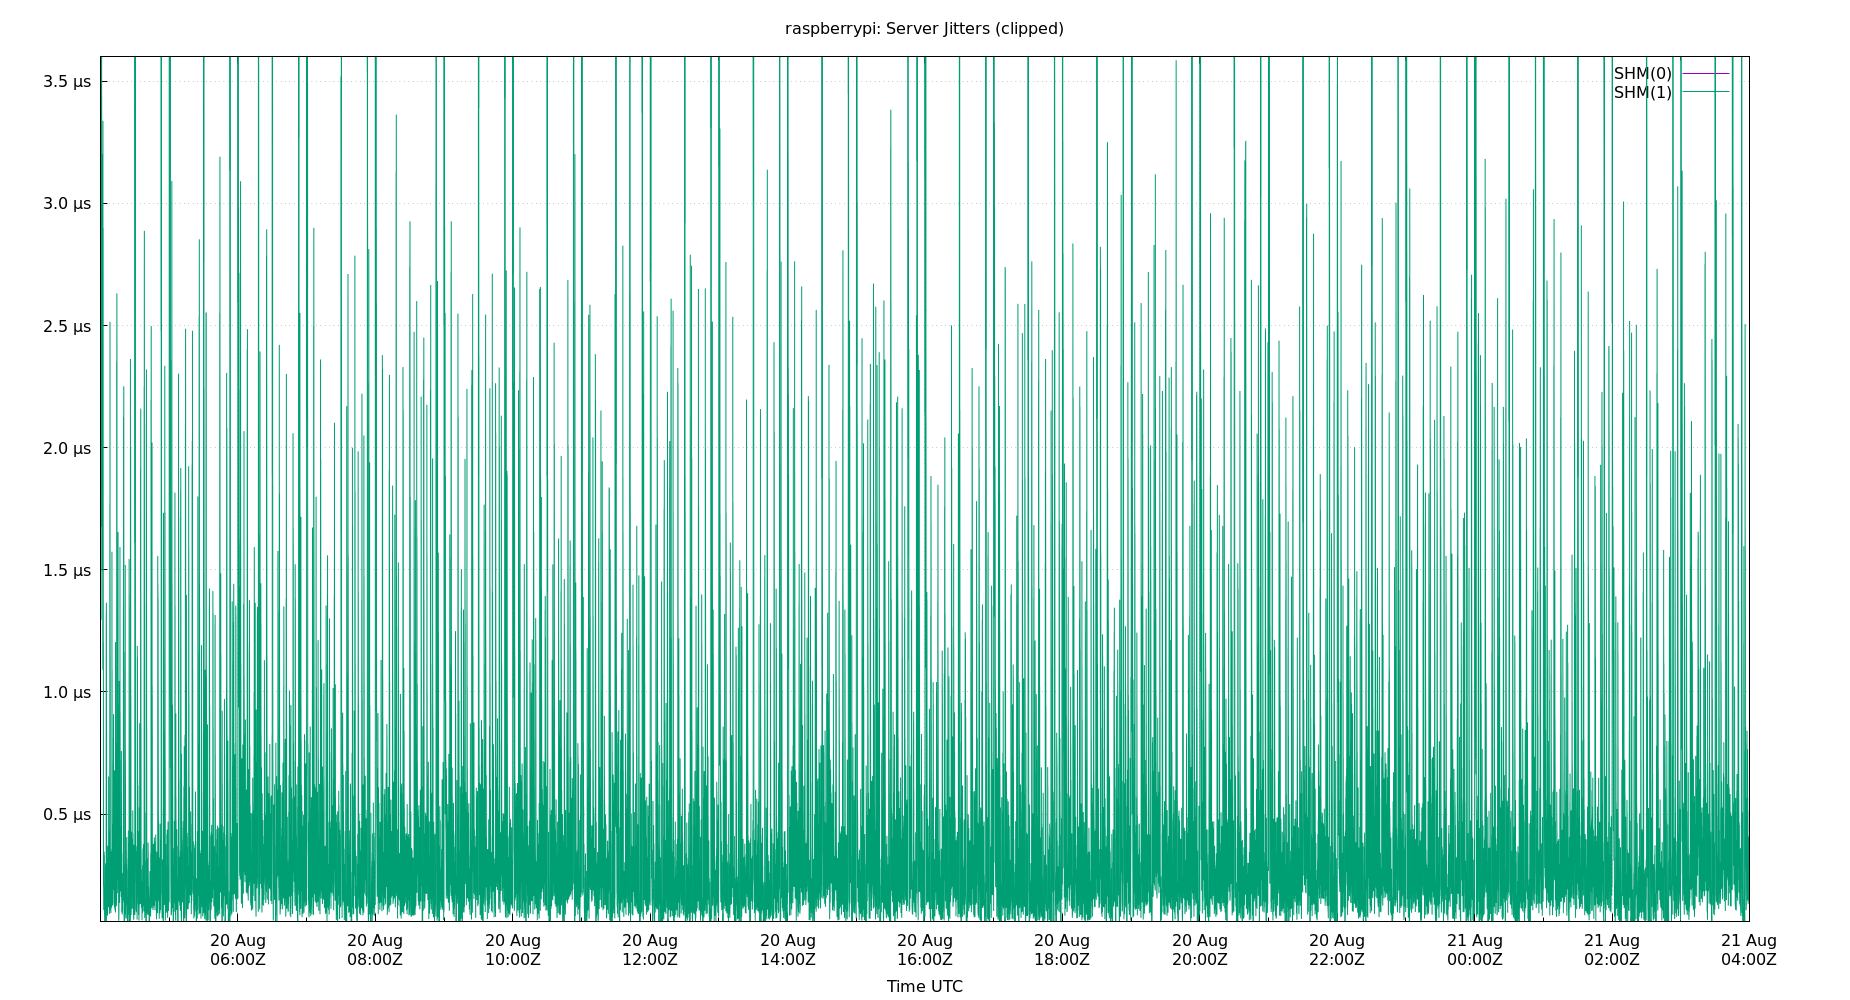 raspberrypi: Server Jitters (clipped)
SHM(0)
SHM(1)
3.5 µs
3.0 µs
2.5 µs
2.0 µs
1.5 µs
1.0 µs
0.5 µs
20 Aug 20 Aug 20 Aug 20 Aug 20 Aug 20 Aug 20 Aug 20 Aug 20 Aug 21 Aug 21 Aug 21 Aug
06:00Z 08:00Z 10:00Z 12:00Z 14:00Z 16:00Z 18:00Z 20:00Z 22:00Z 00:00Z 02:00Z 04:00Z
Time UTC